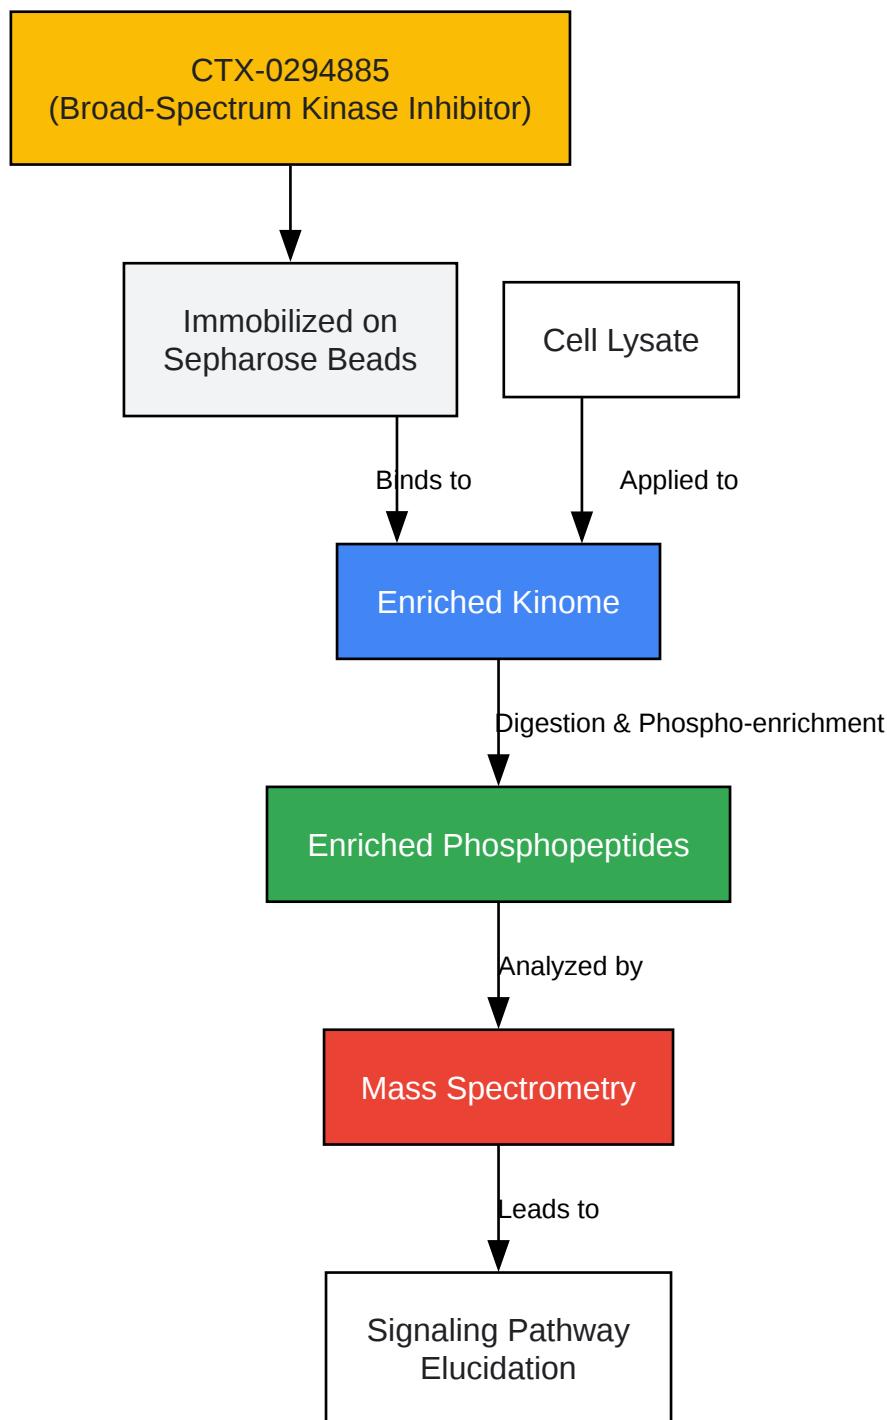 CTX-0294885
(Broad-Spectrum Kinase Inhibitor)
Immobilized on
Sepharose Beads
Cell Lysate
Binds to
Applied to
Enriched Kinome
Digestion & Phospho-enrichment
Enriched Phosphopeptides
Analyzed by
Mass Spectrometry
Leads to
Signaling Pathway
Elucidation